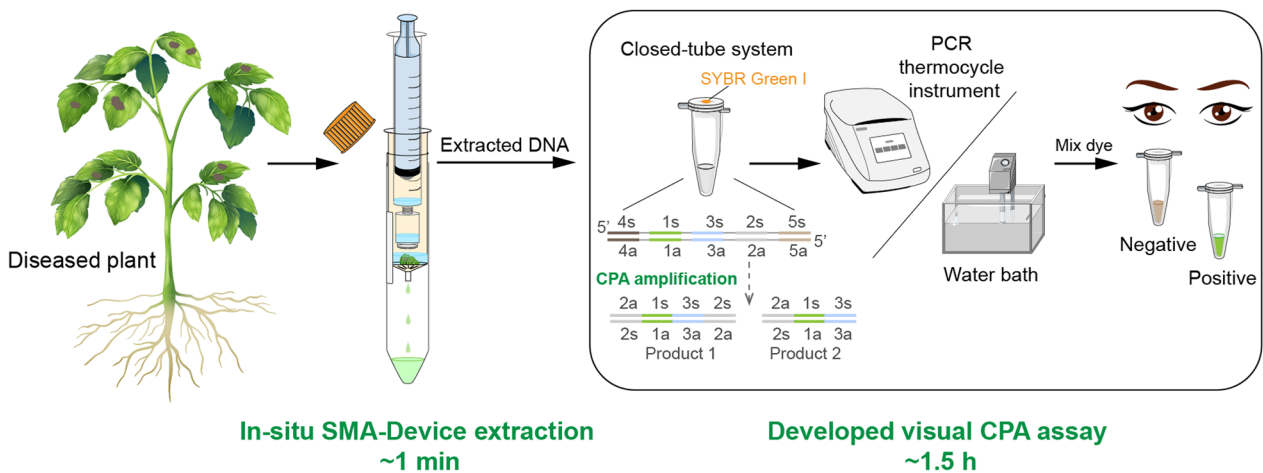 Diseased plant
Extracted DNA
Closed-tube system
SYBR Green I
PCR
thermocycle
instrument
Water bath
Mix dye
Negative
Positive
5’ 4s 1s 3s 2s 5s
4a 1a 3a 2a 5a 5’
CPA amplification
2a 1s 3s 2s
2s 1a 3a 2a
Product 1
2a 1s 3s
2s 1a 3a
Product 2
In-situ SMA-Device extraction
~1 min
Developed visual CPA assay
~1.5 h